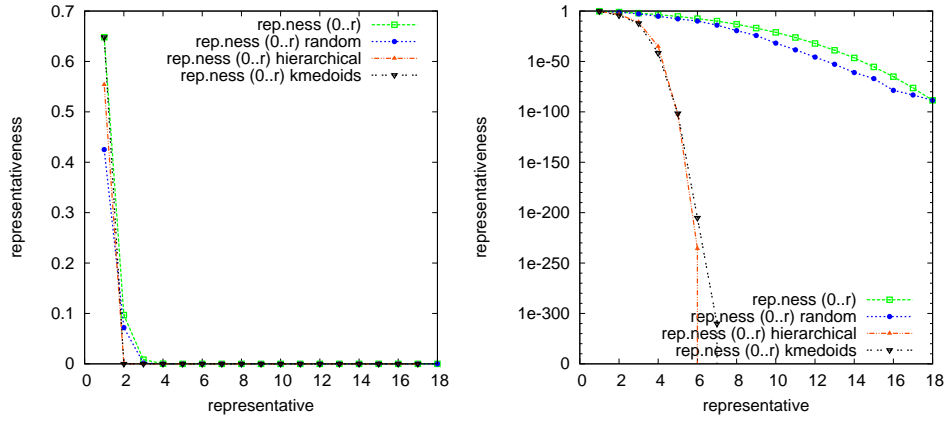 0.7
0.6
0.5
0.4
0.3
0.2
0.1
0
representativeness
0 2 4 6 8 10 12 14 16 18
representative
rep.ness (0..r)
rep.ness (0..r) random
rep.ness (0..r) hierarchical
rep.ness (0..r) kmedoids
1
1e-50
1e-100
1e-150
1e-200
1e-250
1e-300
0
representativeness
0 2 4 6 8 10 12 14 16 18
representative
rep.ness (0..r)
rep.ness (0..r) random
rep.ness (0..r) hierarchical
rep.ness (0..r) kmedoids